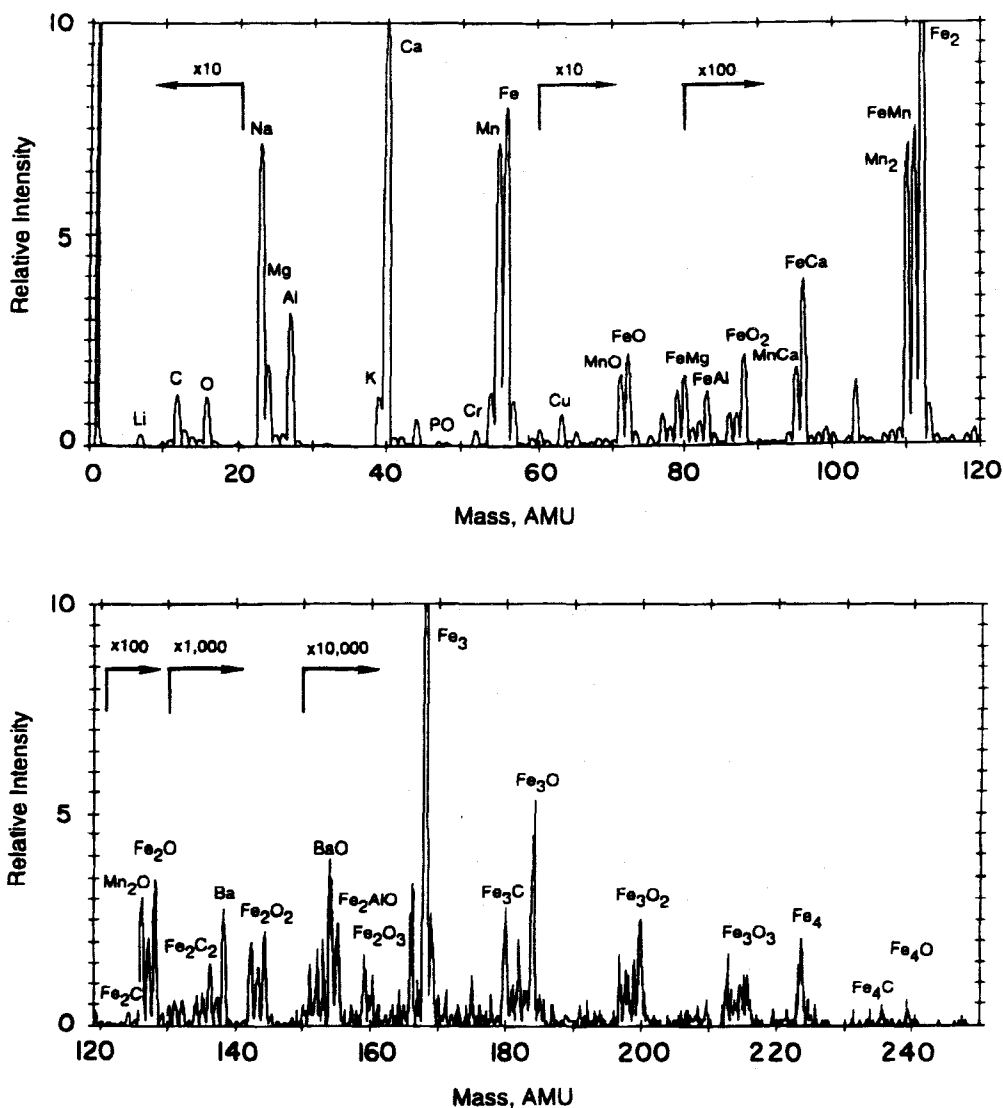 10
5
0
Relative Intensity
x10
x10
x100
Li
C
O
Na
Mg
Al
K
Ca
PO
Cr
Mn
Fe
Cu
MnO
FeO
FeMg
FeAl
FeO₂
MnCa
FeCa
Mn₂
FeMn
Fe₂
0 20 40 60 80 100 120
Mass, AMU
10
5
0
Relative Intensity
x100
x1,000
x10,000
Fe₂C
Mn₂O
Fe₂O
Fe₂C₂
Ba
Fe₂O₂
BaO
Fe₂AlO
Fe₂O₃
Fe₃
Fe₃C
Fe₃O
Fe₃O₂
Fe₃O₃
Fe₄
Fe₄C
Fe₄O
120 140 160 180 200 220 240
Mass, AMU